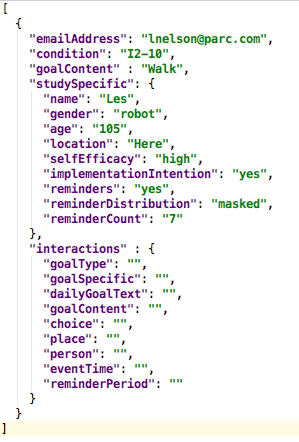 [
  {
    "emailAddress": "lnelson@parc.com",
    "condition": "I2-10",
    "goalContent" : "Walk",
    "studySpecific": {
      "name": "Les",
      "gender": "robot",
      "age": "105",
      "location": "Here",
      "selfEfficacy": "high",
      "implementationIntention": "yes",
      "reminders": "yes",
      "reminderDistribution": "masked",
      "reminderCount": "7"
    },
    "interactions" : {
      "goalType": "",
      "goalSpecific": "",
      "dailyGoalText": "",
      "goalContent": "",
      "choice": "",
      "place": "",
      "person": "",
      "eventTime": "",
      "reminderPeriod": ""
    }
  }
]